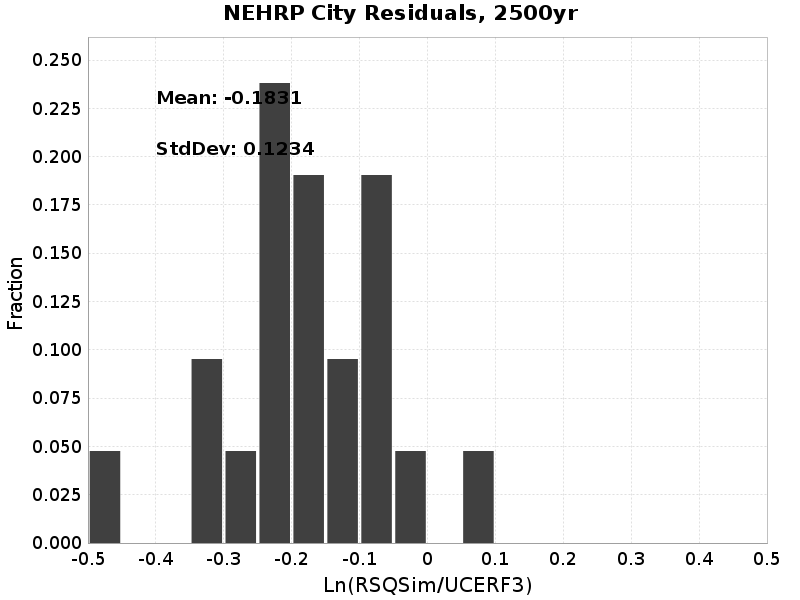 NEHRP City Residuals, 2500yr
0.250
Mean: -0.1831
0.225
StdDev: 0.1234
0.200
0.175
0.150
0.125
0.100
0.075
0.050
0.025
0.000
Fraction
-0.5 -0.4 -0.3 -0.2 -0.1 0 0.1 0.2 0.3 0.4 0.5
Ln(RSQSim/UCERF3)